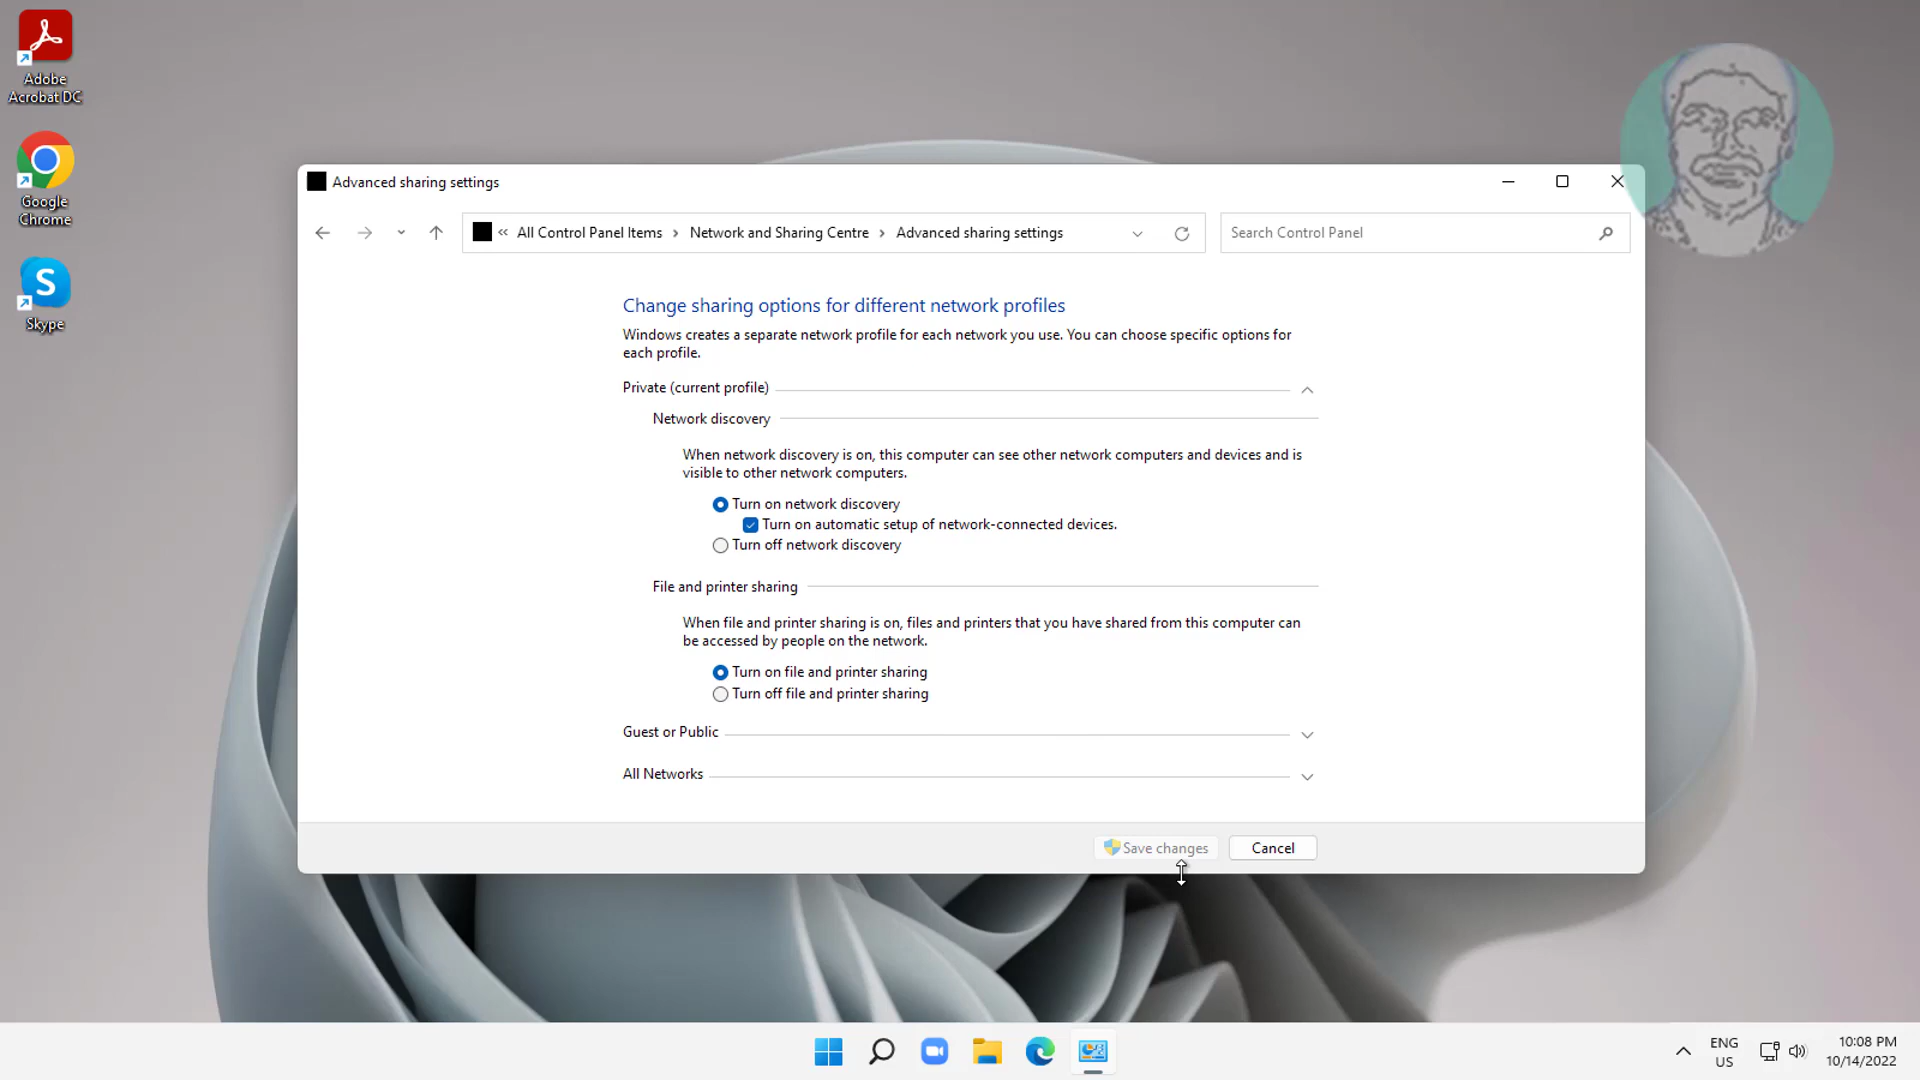 Adobe
Acrobat DC
Google
Chrome
S
Skype
Advanced sharing settings
« All Control Panel Items › Network and Sharing Centre › Advanced sharing settings
Search Control Panel
Change sharing options for different network profiles
Windows creates a separate network profile for each network you use. You can choose specific options for
each profile.
Private (current profile)
Network discovery
When network discovery is on, this computer can see other network computers and devices and is
visible to other network computers.
Turn on network discovery
Turn on automatic setup of network-connected devices.
Turn off network discovery
File and printer sharing
When file and printer sharing is on, files and printers that you have shared from this computer can
be accessed by people on the network.
Turn on file and printer sharing
Turn off file and printer sharing
Guest or Public
All Networks
Save changes
Cancel
ENG
US
10:08 PM
10/14/2022